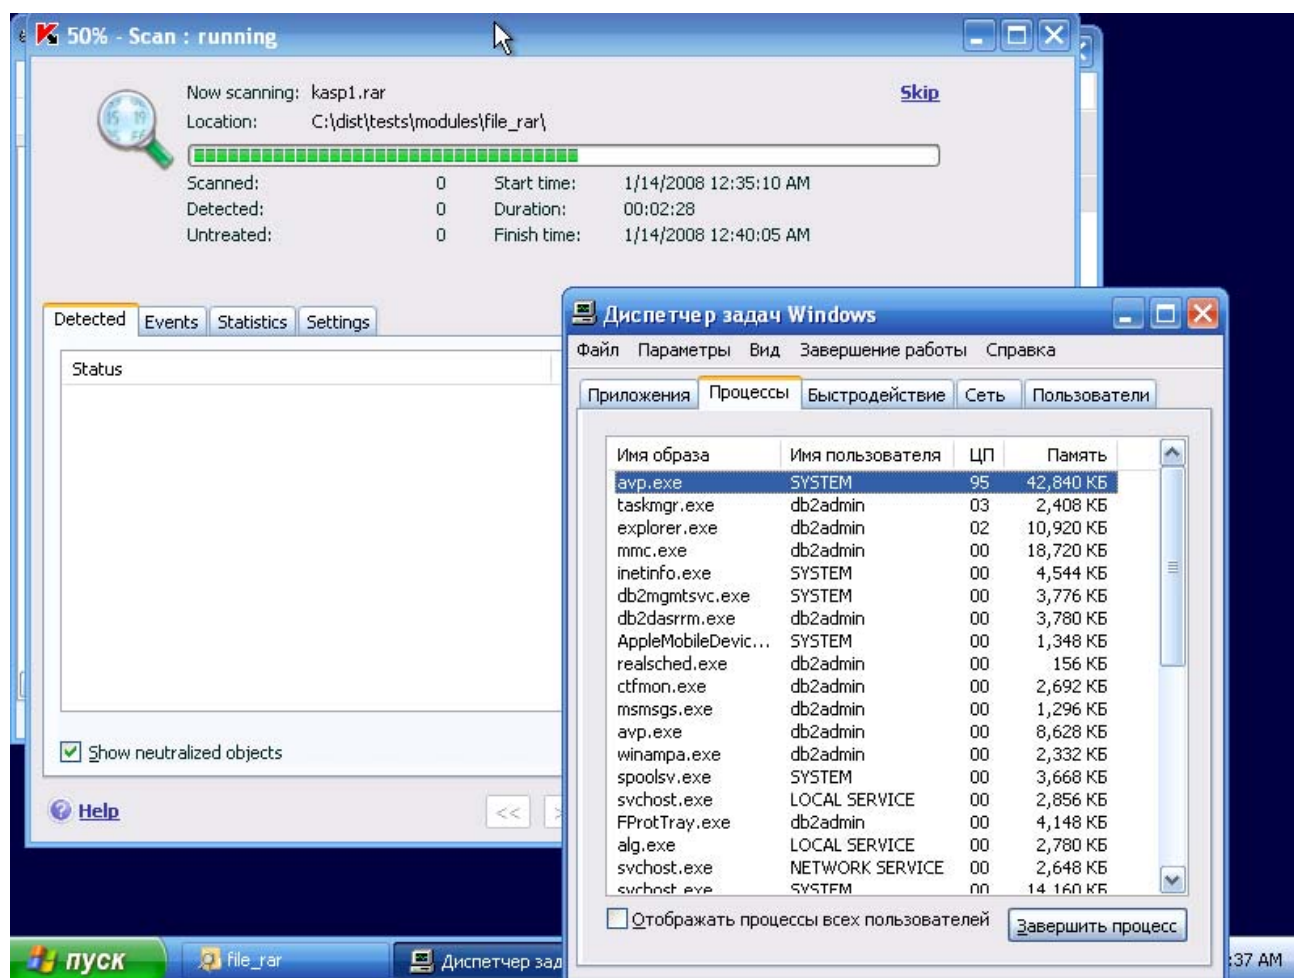 50% - Scan : running
Now scanning: kasp1.rar
Skip
Location: C:\dist\tests\modules\file_rar\
Scanned: 0 Start time: 1/14/2008 12:35:10 AM
Detected: 0 Duration: 00:02:28
Untreated: 0 Finish time: 1/14/2008 12:40:05 AM
Detected Events Statistics Settings
Status
Show neutralized objects
Help
<<
Диспетчер задач Windows
Файл Параметры Вид Завершение работы Справка
Приложения Процессы Быстродействие Сеть Пользователи
Имя образа Имя пользователя ЦП Память
avp.exe SYSTEM 95 42,840 КБ
taskmgr.exe db2admin 03 2,408 КБ
explorer.exe db2admin 02 10,920 КБ
mmc.exe db2admin 00 18,720 КБ
inetinfo.exe SYSTEM 00 4,544 КБ
db2mgmtsvc.exe SYSTEM 00 3,776 КБ
db2dasrrm.exe db2admin 00 3,780 КБ
AppleMobileDevic... SYSTEM 00 1,348 КБ
realsched.exe db2admin 00 156 КБ
ctfmon.exe db2admin 00 2,692 КБ
msmsgs.exe db2admin 00 1,296 КБ
avp.exe db2admin 00 8,628 КБ
winampa.exe db2admin 00 2,332 КБ
spoolsv.exe SYSTEM 00 3,668 КБ
svchost.exe LOCAL SERVICE 00 2,856 КБ
FProtTray.exe db2admin 00 4,148 КБ
alg.exe LOCAL SERVICE 00 2,780 КБ
svchost.exe NETWORK SERVICE 00 2,648 КБ
svchost.exe SYSTEM 00 14,160 КБ
Отображать процессы всех пользователей
Завершить процесс
пуск
file_rar
Диспетчер зад
:37 AM